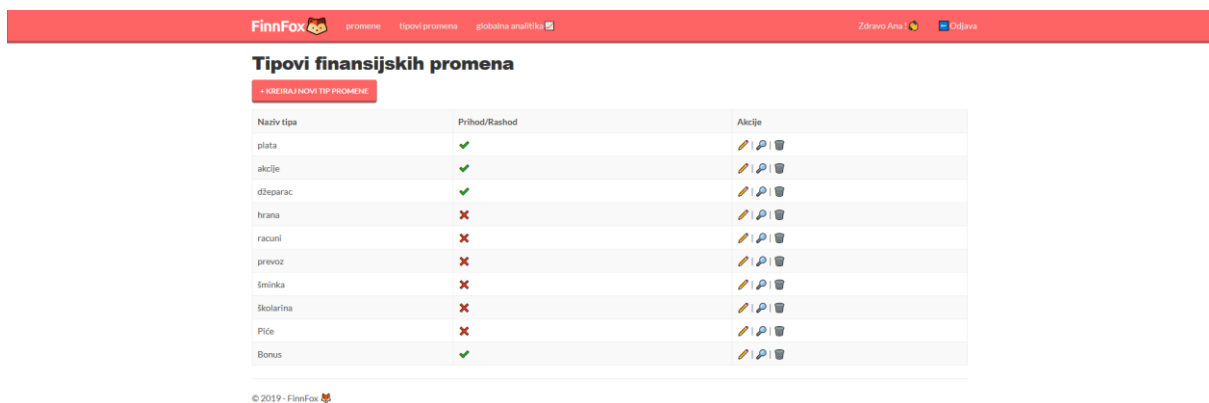 FinnFox promene tipovi promena globalna analitika Zdravo Ana ! Odjava
Tipovi finansijskih promena
+ KREIRAJ NOVI TIP PROMENE
Naziv tipa Prihod/Rashod Akcije
plata | |
akcije | |
džeparac | |
hrana | |
racuni | |
prevoz | |
šminka | |
školarina | |
Piće | |
Bonus | |
© 2019 - FinnFox